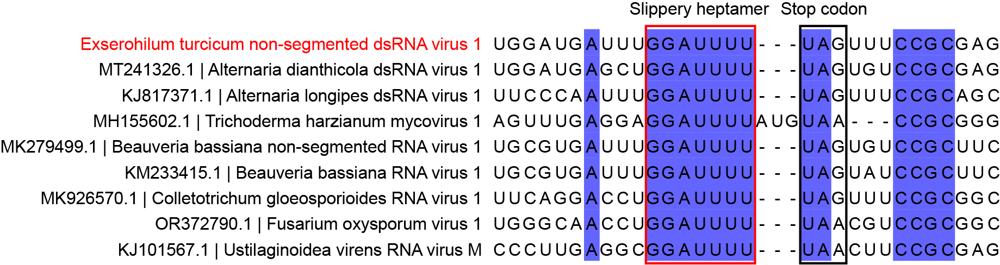 Slippery heptamer Stop codon
Exserohilum turcicum non-segmented dsRNA virus 1 UGGAUGAUUUGGAUUUU---UAGUUUCCGCGAG
MT241326.1 | Alternaria dianthicola dsRNA virus 1 UGGAUGAGCUGGAUUUU---UAGUGUCCGCGAG
KJ817371.1 | Alternaria longipes dsRNA virus 1 UUCCCAAUUUGGAUUUU---UAGUUUCCGCAGC
MH155602.1 | Trichoderma harzianum mycovirus 1 AGUUUGAGGAGGAUUUUAUGUAA---CCGCGGG
MK279499.1 | Beauveria bassiana non-segmented RNA virus 1 UGCGUGAUUUGGAUUUU---UAGUGUCCGCUUC
KM233415.1 | Beauveria bassiana RNA virus 1 UGCGUGAUUUGGAUUUU---UAGUAUCCGCUUC
MK926570.1 | Colletotrichum gloeosporioides RNA virus 1 UUCAGGACCUGGAUUUU---UAGUUUCCGCGGC
OR372790.1 | Fusarium oxysporum virus 1 UGGGCAACCUGGAUUUU---UAACGUCCGCGGC
KJ101567.1 | Ustilaginoidea virens RNA virus M CCCUUGAGGCGGAUUUU---UAACUUCCGCGAG